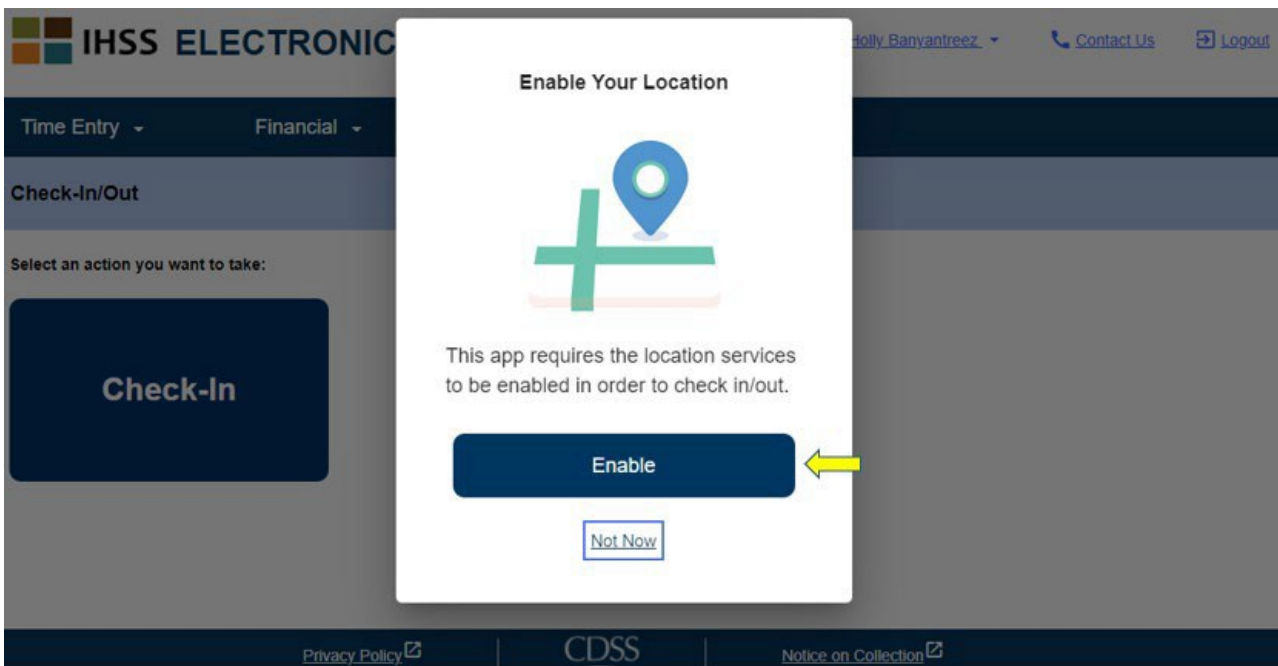 IHSS ELECTRONIC
Holly Banyantreez
Contact Us
Logout
Time Entry
Financial
Check-In/Out
Select an action you want to take:
Check-In
Enable Your Location
This app requires the location services
to be enabled in order to check in/out.
Enable
Not Now
Privacy Policy
CDSS
Notice on Collection